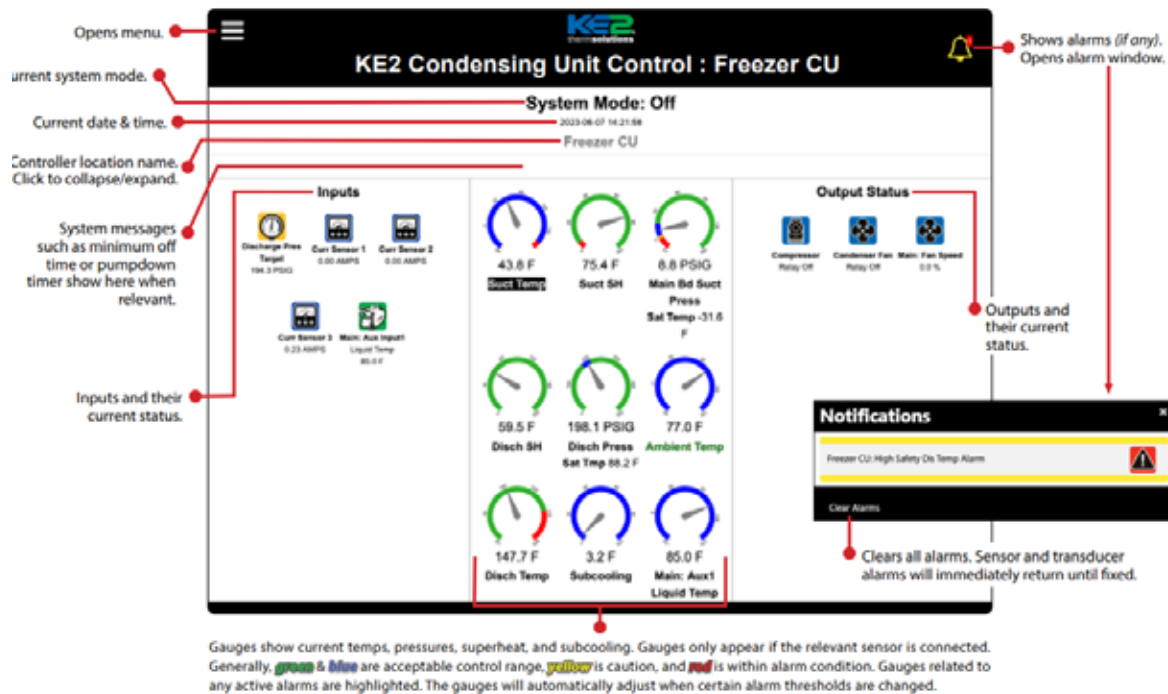 Opens menu.
KE2
thermsolutions
KE2 Condensing Unit Control : Freezer CU
Shows alarms (if any).
Opens alarm window.
urrent system mode.
System Mode: Off
Current date & time.
2023-06-07 14:21:58
Freezer CU
Controller location name.
Click to collapse/expand.
System messages
such as minimum off
time or pumpdown
timer show here when
relevant.
Inputs
Discharge Pres
Target
194.3 PSIG
Curr Sensor 1
0.00 AMPS
Curr Sensor 2
0.00 AMPS
Curr Sensor 3
0.23 AMPS
Main: Aux Input1
Liquid Temp
85.0 F
Inputs and their
current status.
43.8 F
Suct Temp
75.4 F
Suct SH
8.8 PSIG
Main Bd Suct
Press
Sat Temp -31.6
F
59.5 F
Disch SH
198.1 PSIG
Disch Press
Sat Tmp 88.2 F
77.0 F
Ambient Temp
147.7 F
Disch Temp
3.2 F
Subcooling
85.0 F
Main: Aux1
Liquid Temp
Output Status
Compressor
Relay Off
Condenser Fan
Relay Off
Main: Fan Speed
0.0 %
Outputs and
their current
status.
Notifications
×
Freezer CU: High Safety Dis Temp Alarm
Clear Alarms
Clears all alarms. Sensor and transducer
alarms will immediately return until fixed.
Gauges show current temps, pressures, superheat, and subcooling. Gauges only appear if the relevant sensor is connected.
Generally, green & blue are acceptable control range, yellow is caution, and red is within alarm condition. Gauges related to
any active alarms are highlighted. The gauges will automatically adjust when certain alarm thresholds are changed.